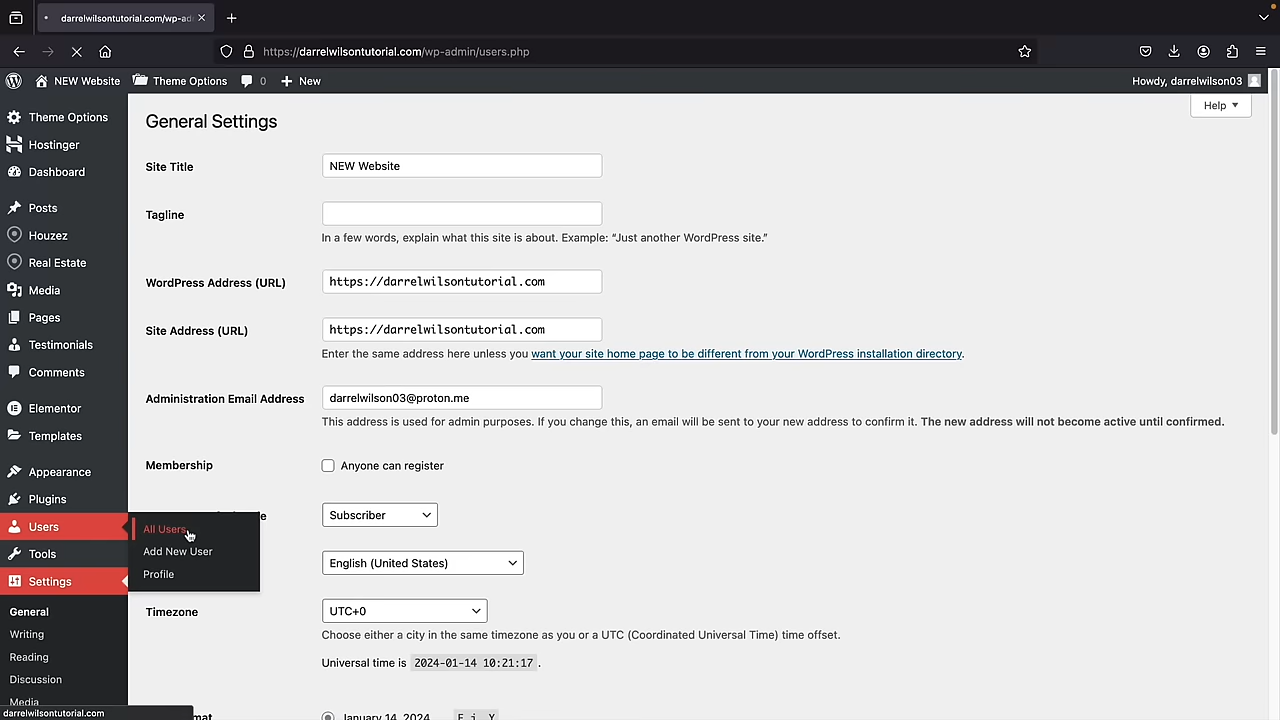 darrelwilsontutorial.com/wp-ad
https://darrelwilsontutorial.com/wp-admin/users.php
NEW Website
Theme Options
0
New
Howdy, darrelwilson03
Help
Theme Options
Hostinger
Dashboard
Posts
Houzez
Real Estate
Media
Pages
Testimonials
Comments
Elementor
Templates
Appearance
Plugins
Users
Tools
Settings
General
Writing
Reading
Discussion
Media
All Users
Add New User
Profile
General Settings
Site Title
NEW Website
Tagline
In a few words, explain what this site is about. Example: “Just another WordPress site.”
WordPress Address (URL)
https://darrelwilsontutorial.com
Site Address (URL)
https://darrelwilsontutorial.com
Enter the same address here unless you want your site home page to be different from your WordPress installation directory.
Administration Email Address
darrelwilson03@proton.me
This address is used for admin purposes. If you change this, an email will be sent to your new address to confirm it. The new address will not become active until confirmed.
Membership
Anyone can register
Subscriber
English (United States)
Timezone
UTC+0
Choose either a city in the same timezone as you or a UTC (Coordinated Universal Time) time offset.
Universal time is 2024-01-14 10:21:17 .
January 14, 2024
F j, Y
darrelwilsontutorial.com